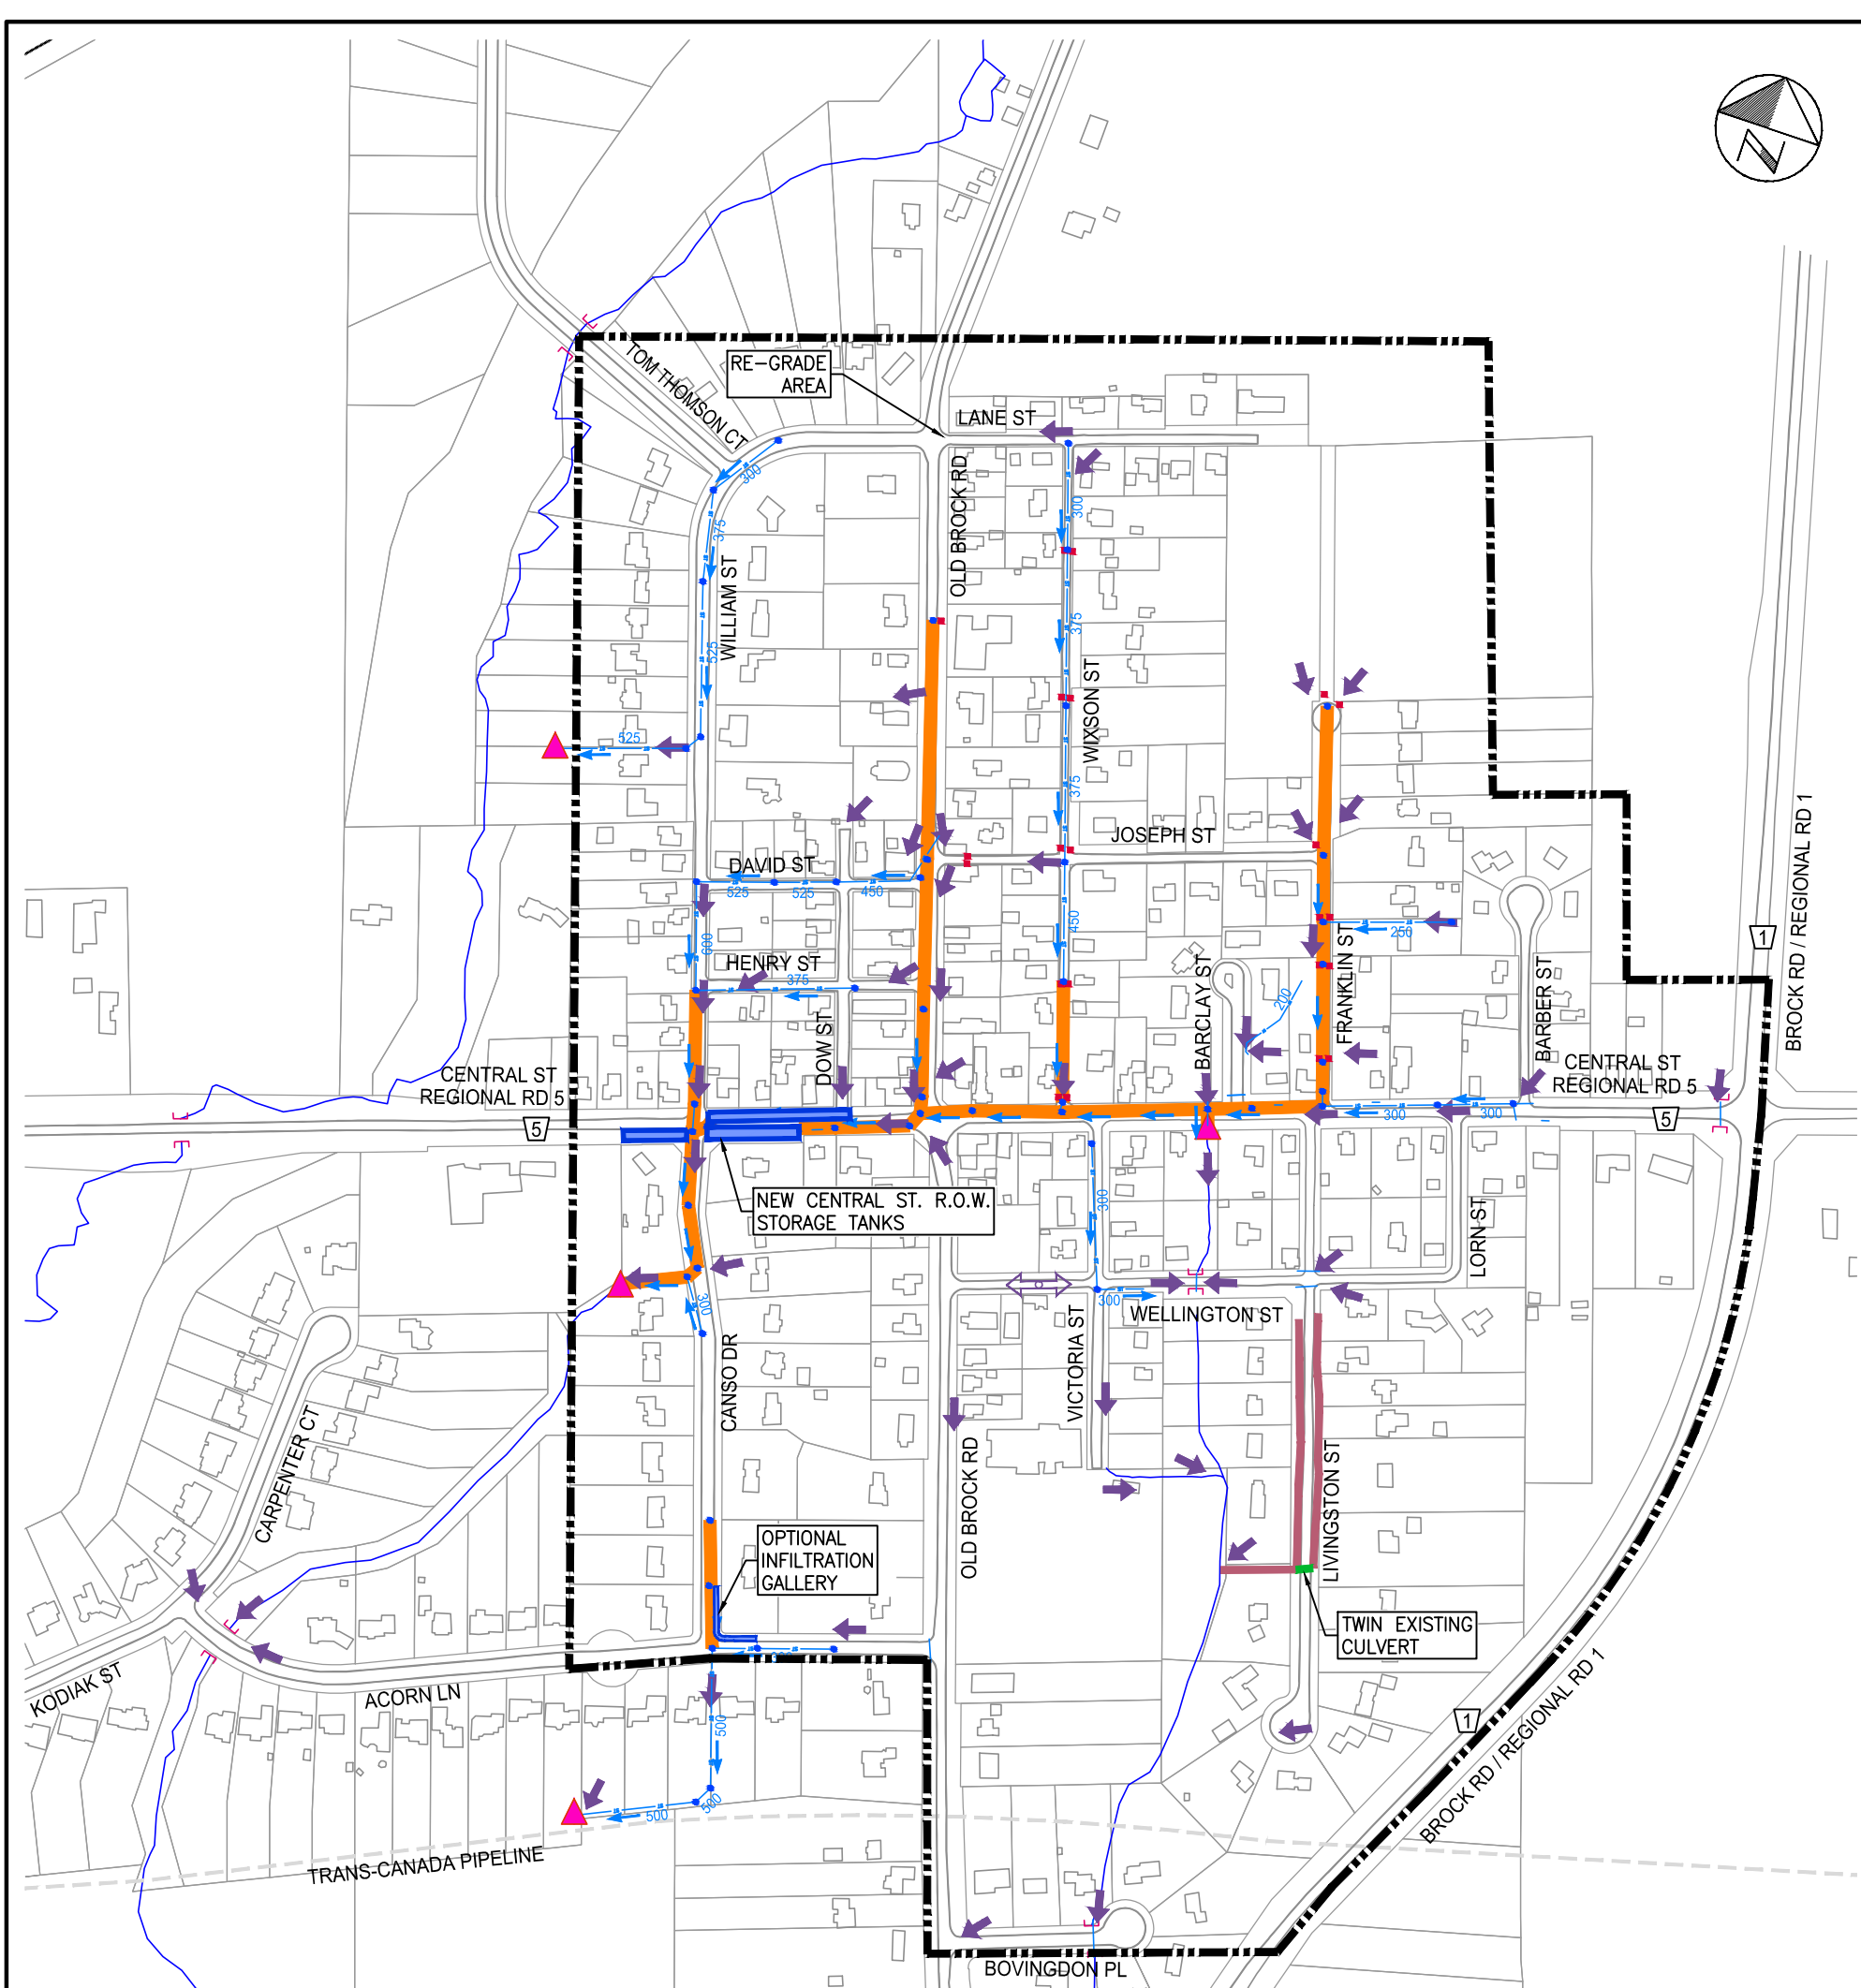 N
RE-GRADE
AREA
LANE ST
TOM THOMSON CT
300
OLD BROCK RD
300
375
WILLIAM ST
525
375
WIXSON ST
525
375
JOSEPH ST
DAVID ST
525
525
450
450
600
HENRY ST
375
250
FRANKLIN ST
BARCLAY ST
200
BARBER ST
1
BROCK RD / REGIONAL RD 1
DOW ST
CENTRAL ST
REGIONAL RD 5
5
CENTRAL ST
REGIONAL RD 5
300
300
5
NEW CENTRAL ST. R.O.W.
STORAGE TANKS
300
LORN ST
300
300
WELLINGTON ST
VICTORIA ST
CANSO DR
CARPENTER CT
OLD BROCK RD
LIVINGSTON ST
OPTIONAL
INFILTRATION
GALLERY
TWIN EXISTING
CULVERT
KODIAK ST
ACORN LN
500
500
500
1
BROCK RD / REGIONAL RD 1
TRANS-CANADA PIPELINE
BOVINGDON PL